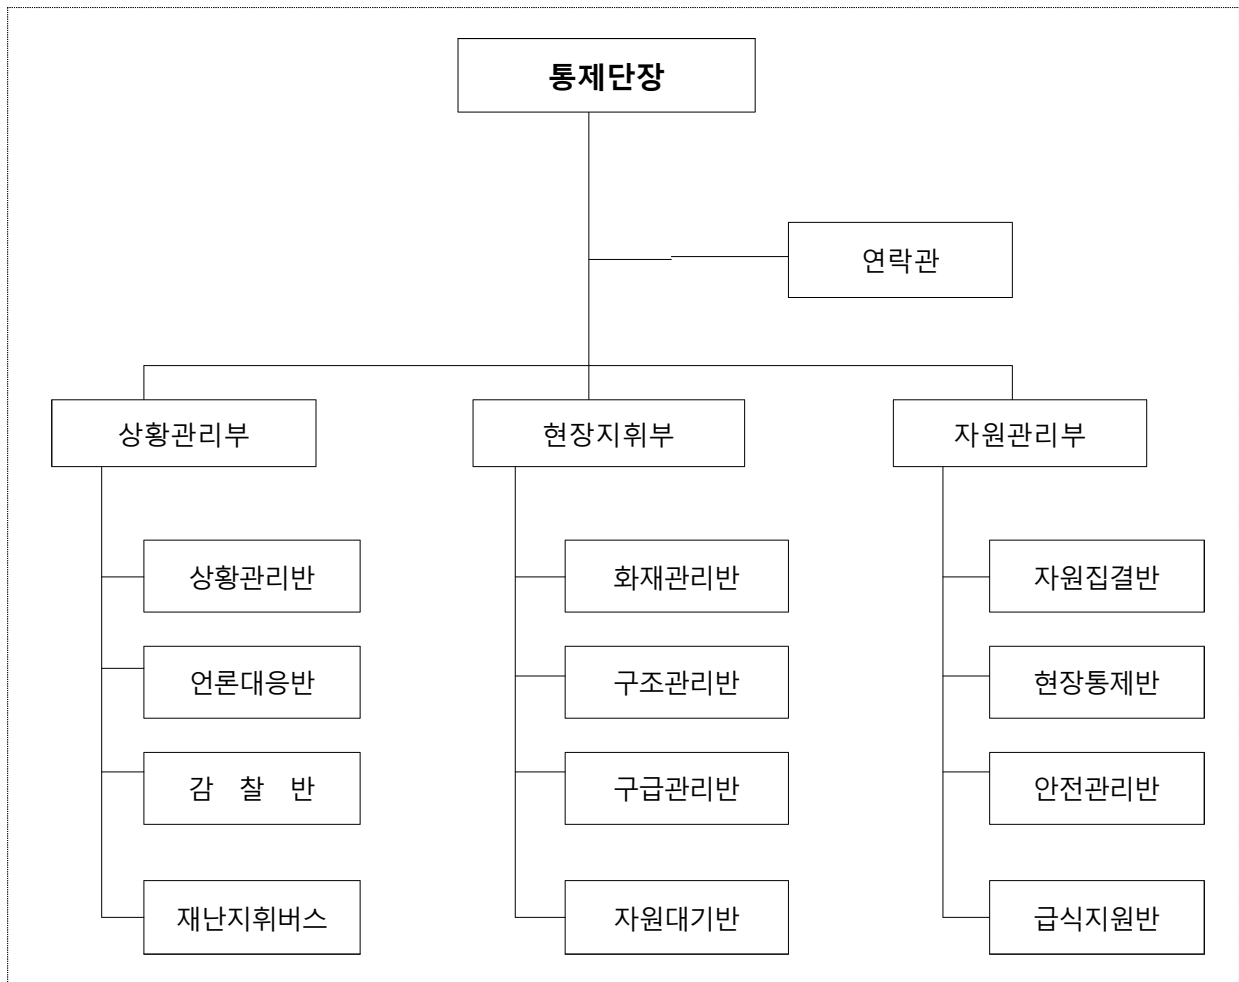 통제단장
연락관
상황관리부
현장지휘부
자원관리부
상황관리반
화재관리반
자원집결반
언론대응반
구조관리반
현장통제반
감 찰 반
구급관리반
안전관리반
재난지휘버스
자원대기반
급식지원반